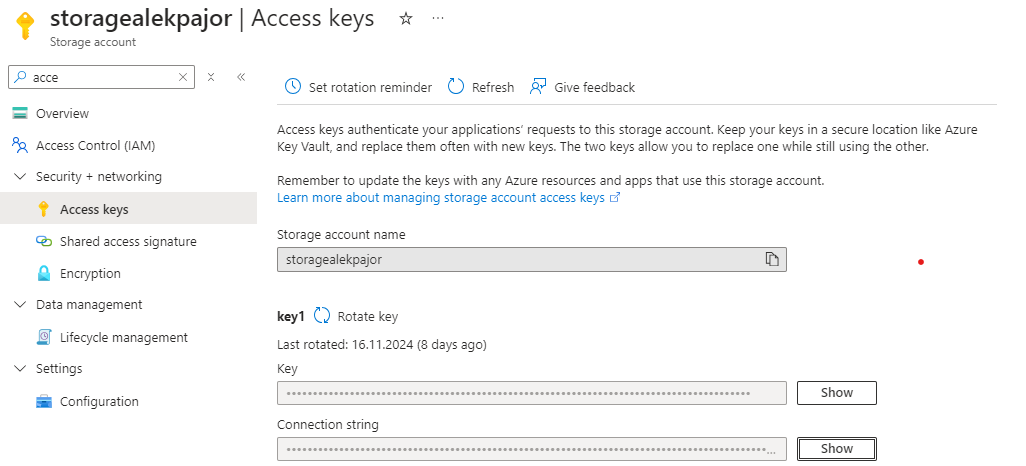 storagealekpajor | Access keys
Storage account
acce
Overview
Access Control (IAM)
Security + networking
Access keys
Shared access signature
Encryption
Data management
Lifecycle management
Settings
Configuration
Set rotation reminder
Refresh
Give feedback
Access keys authenticate your applications' requests to this storage account. Keep your keys in a secure location like Azure
Key Vault, and replace them often with new keys. The two keys allow you to replace one while still using the other.
Remember to update the keys with any Azure resources and apps that use this storage account.
Learn more about managing storage account access keys
Storage account name
storagealekpajor
key1
Rotate key
Last rotated: 16.11.2024 (8 days ago)
Key
Show
Connection string
...
Show